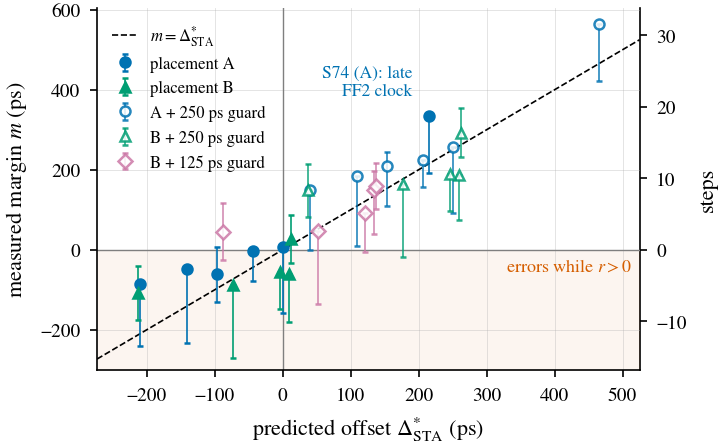 600
400
200
0
−200
measured margin m (ps)
m = Δ*STA
placement A
placement B
A + 250 ps guard
B + 250 ps guard
B + 125 ps guard
S74 (A): late
FF2 clock
errors while r > 0
30
20
10
0
−10
steps
−200
−100
0
100
200
300
400
500
predicted offset Δ*STA (ps)